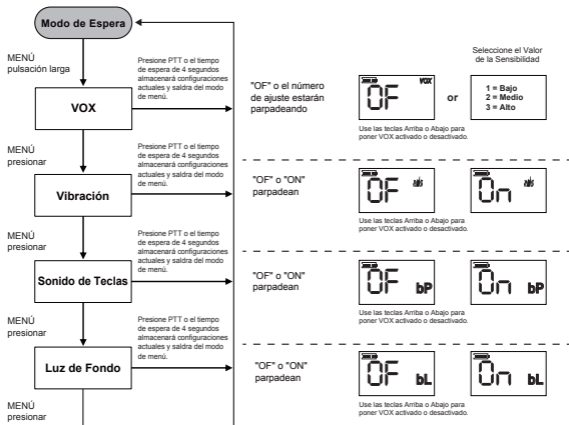 Modo de Espera
MENÚ
pulsación larga
Presione PTT o el tiempo
de espera de 4 segundos
almacenará configuraciones
actuales y saldra del modo
de menú.
VOX
"OF" o el número
de ajuste estarán
parpadeando
OF
VOX
or
Seleccione el Valor
de la Sensibilidad
1 = Bajo
2 = Medio
3 = Alto
Use las teclas Arriba o Abajo para
poner VOX activado o desactivado.
MENÚ
presionar
Presione PTT o el tiempo
de espera de 4 segundos
almacenará configuraciones
actuales y saldra del modo
de menú.
Vibración
"OF" o "ON"
parpadean
OF
On
Use las teclas Arriba o Abajo para
poner VOX activado o desactivado.
MENÚ
presionar
Presione PTT o el tiempo
de espera de 4 segundos
almacenará configuraciones
actuales y saldra del modo
de menú.
Sonido de Teclas
"OF" o "ON"
parpadean
OF bP
On bP
Use las teclas Arriba o Abajo para
poner VOX activado o desactivado.
MENÚ
presionar
Presione PTT o el tiempo
de espera de 4 segundos
almacenará configuraciones
actuales y saldra del modo
de menú.
Luz de Fondo
"OF" o "ON"
parpadean
OF bL
On bL
Use las teclas Arriba o Abajo para
poner VOX activado o desactivado.
MENÚ
presionar